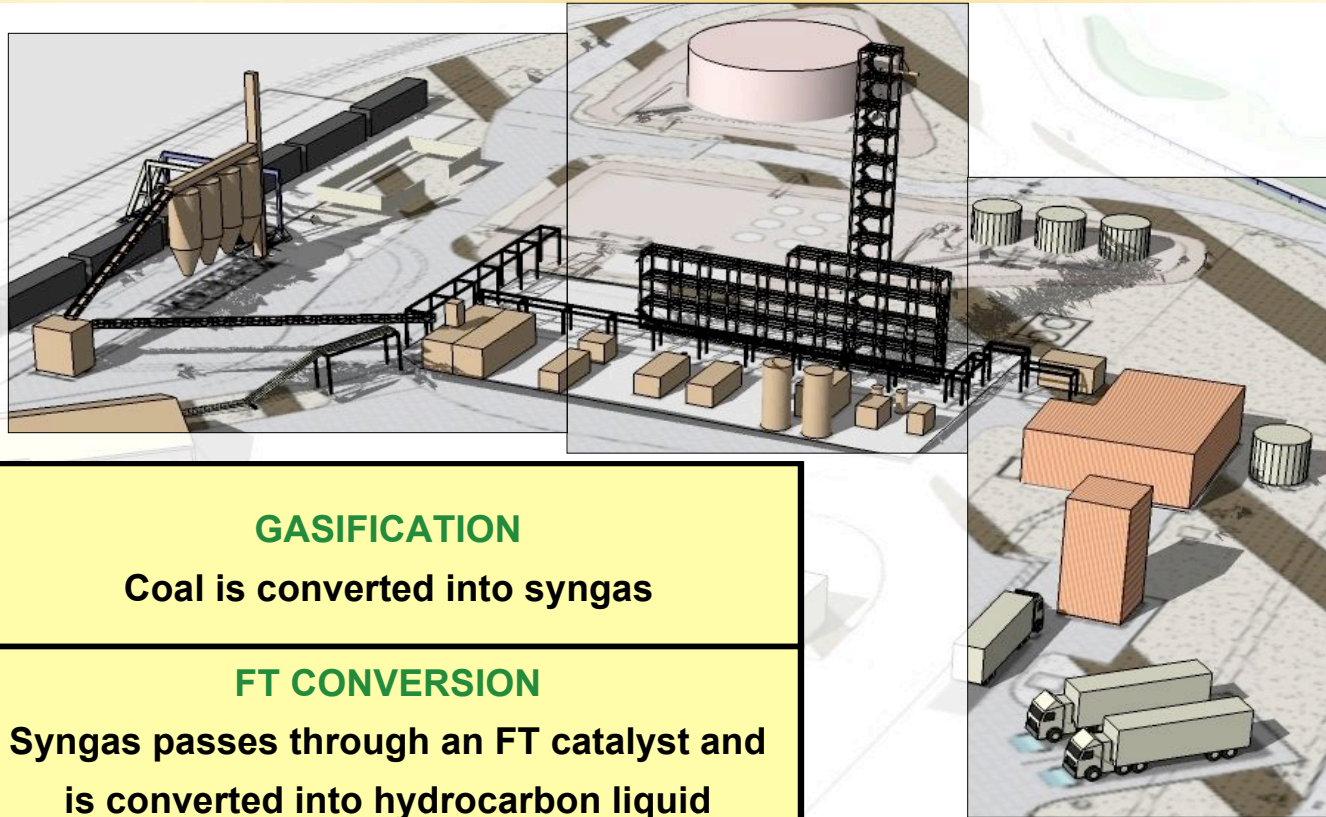 GASIFICATION
Coal is converted into syngas
FT CONVERSION
Syngas passes through an FT catalyst and
is converted into hydrocarbon liquid